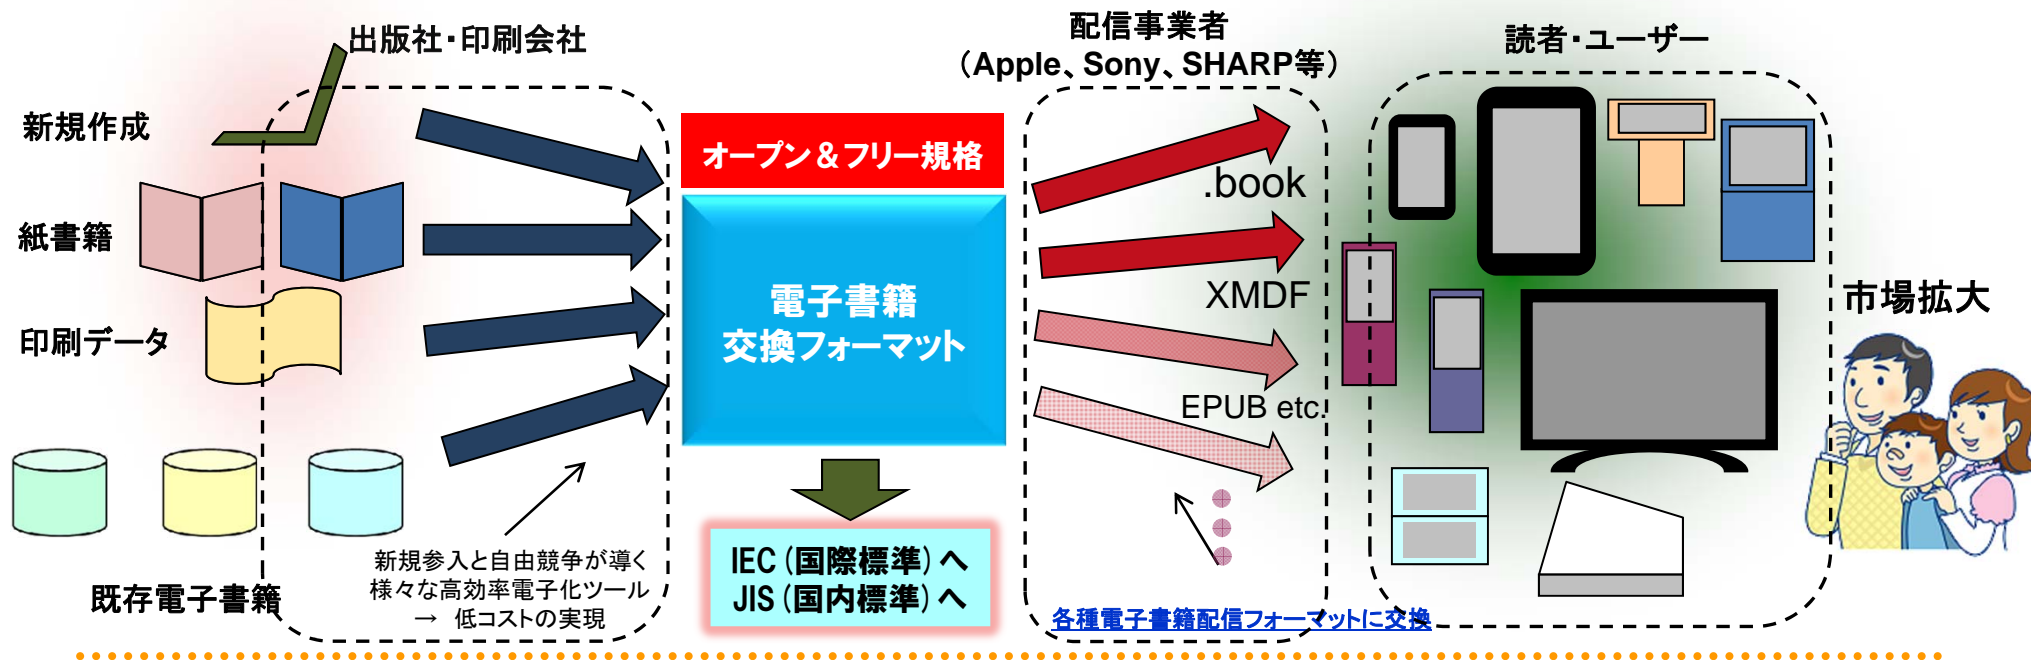 出版社・印刷会社
配信事業者
（Apple、Sony、SHARP等）
読者・ユーザー
新規作成
紙書籍
印刷データ
既存電子書籍
オープン＆フリー規格
電子書籍
交換フォーマット
.book
XMDF
EPUB etc.
市場拡大
新規参入と自由競争が導く
様々な高効率電子化ツール
→ 低コストの実現
IEC（国際標準）へ
JIS（国内標準）へ
各種電子書籍配信フォーマットに交換